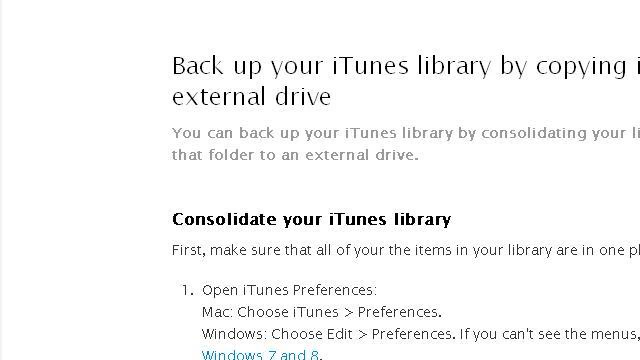 Back up your iTunes library by copying i
external drive
You can back up your iTunes library by consolidating your li
that folder to an external drive.
Consolidate your iTunes library
First, make sure that all of your the items in your library are in one pl
1. Open iTunes Preferences:
Mac: Choose iTunes > Preferences.
Windows: Choose Edit > Preferences. If you can't see the menus,
Windows 7 and 8.